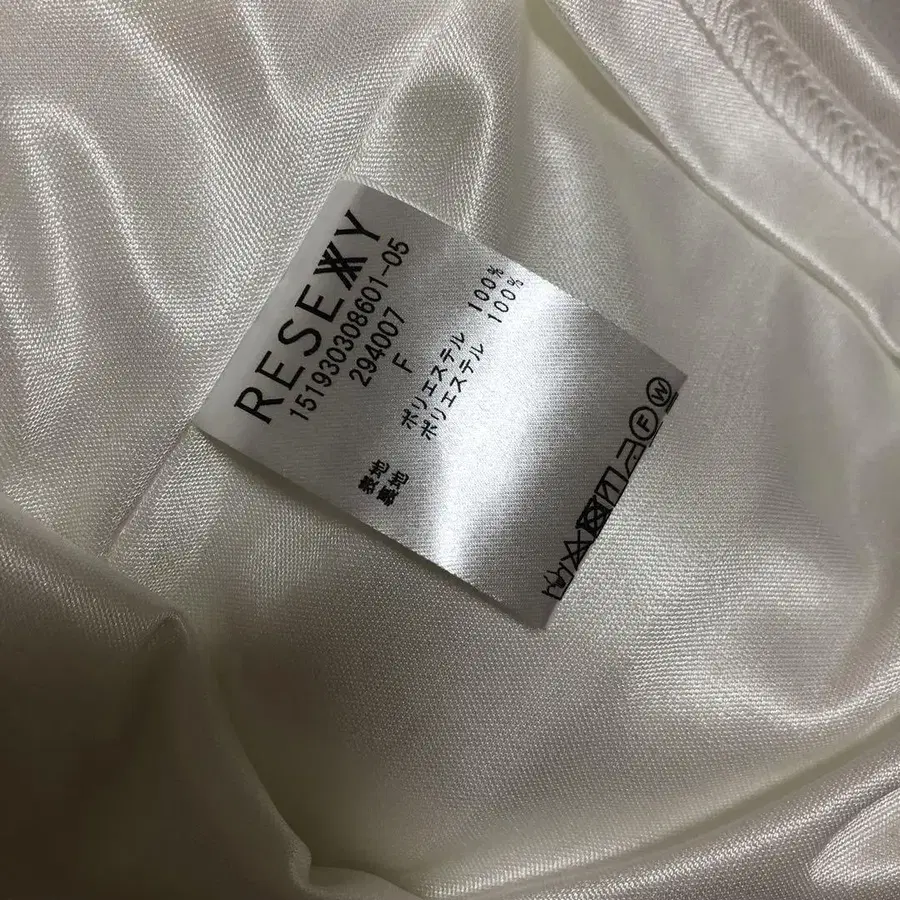 RESEXXY
151930308601-05
294007
F
表地 ポリエステル 100%
裏地 ポリエステル 100%
F W